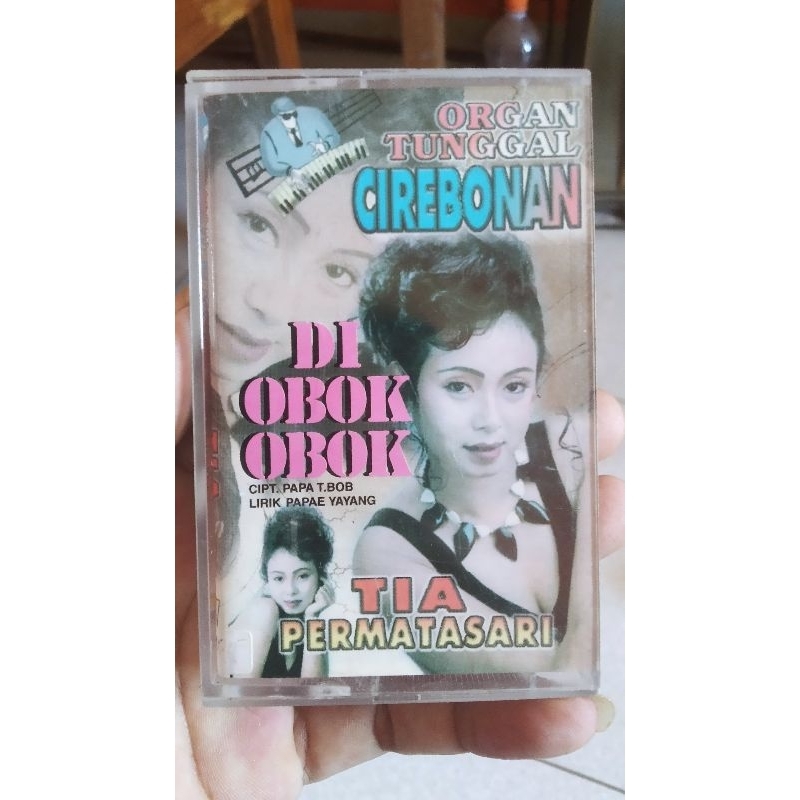 ORGAN
TUNGGAL
CIREBONAN
DI
OBOK
OBOK
CIPT. PAPA T.BOB
LIRIK PAPAE YAYANG
TIA
PERMATASARI